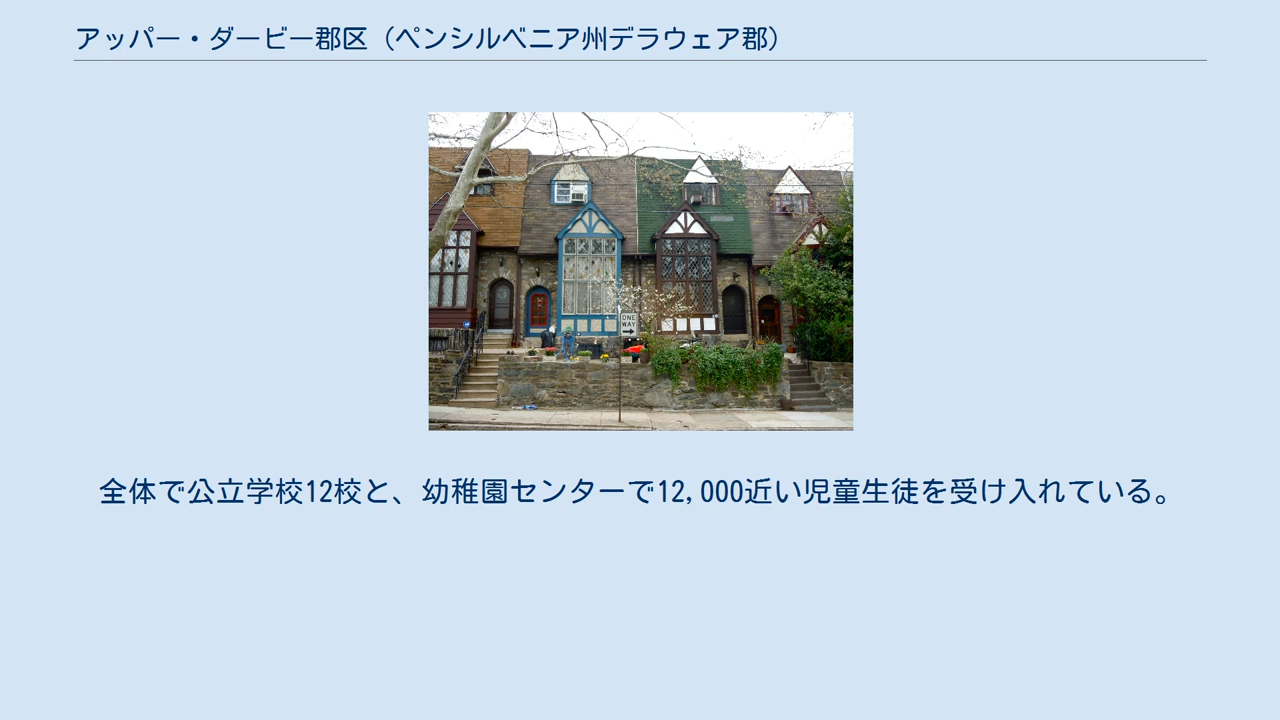 アッパー・ダービー郡区（ペンシルベニア州デラウェア郡）
ONE
WAY
全体で公立学校12校と、幼稚園センターで12,000近い児童生徒を受け入れている。